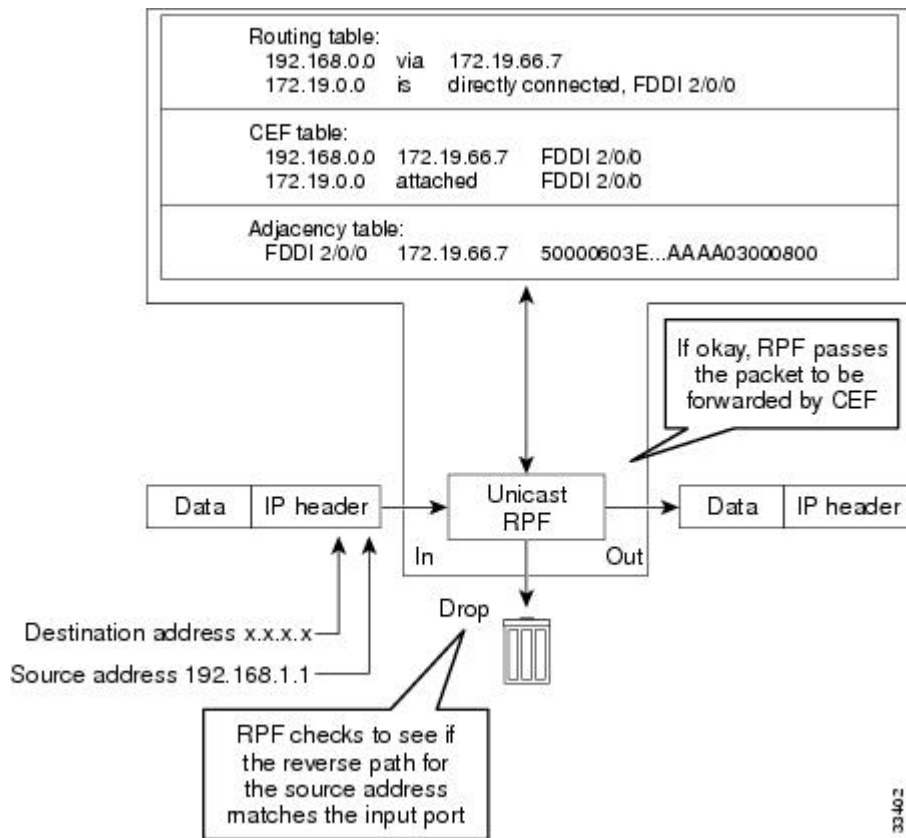 Routing table:
192.168.0.0 via 172.19.66.7
172.19.0.0 is directly connected, FDDI 2/0/0
CEF table:
192.168.0.0 172.19.66.7 FDDI 2/0/0
172.19.0.0 attached FDDI 2/0/0
Adjacency table:
FDDI 2/0/0 172.19.66.7 50000603E...AAAA03000800
If okay, RPF passes
the packet to be
forwarded by CEF
Data IP header
Unicast
RPF
Data IP header
In Out
Drop
Destination address x.x.x.x
Source address 192.168.1.1
RPF checks to see if
the reverse path for
the source address
matches the input port
33402